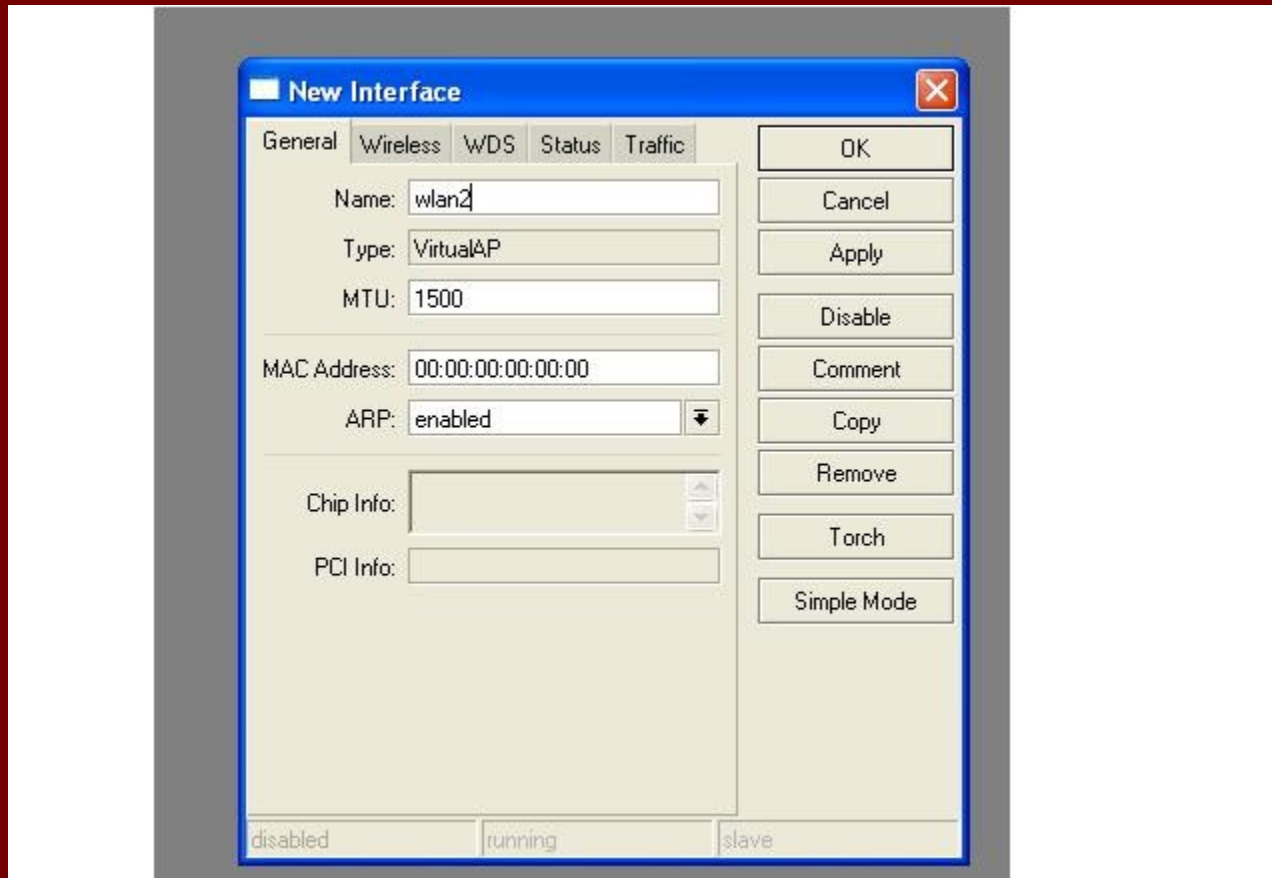 New Interface
General Wireless WDS Status Traffic
Name: wlan2
Type: VirtualAP
MTU: 1500
MAC Address: 00:00:00:00:00:00
ARP: enabled
Chip Info:
PCI Info:
OK
Cancel
Apply
Disable
Comment
Copy
Remove
Torch
Simple Mode
disabled running slave